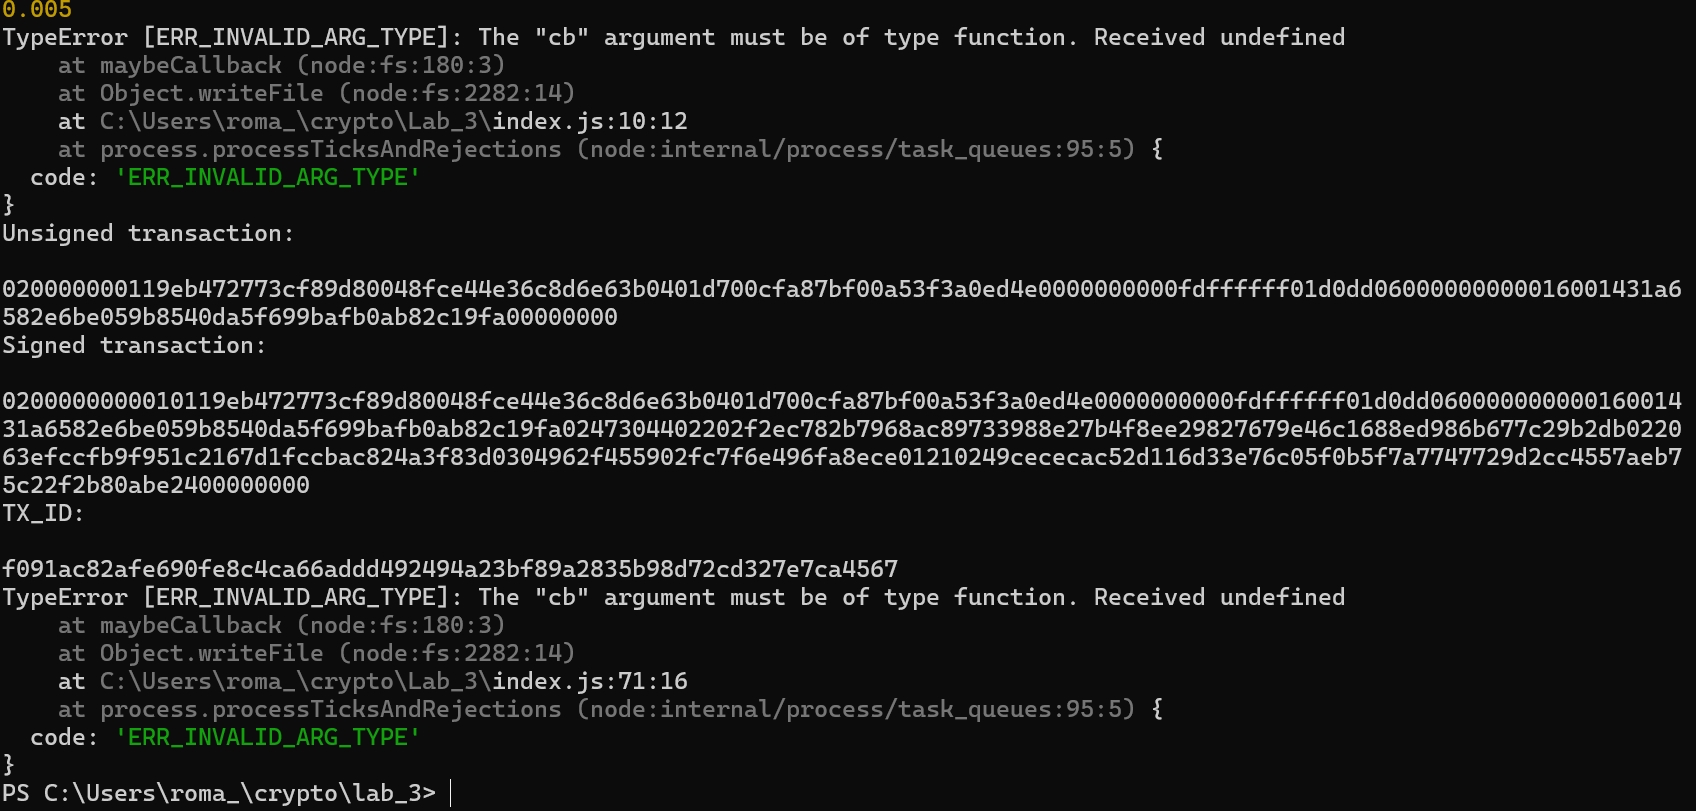 0.005
TypeError [ERR_INVALID_ARG_TYPE]: The "cb" argument must be of type function. Received undefined
    at maybeCallback (node:fs:180:3)
    at Object.writeFile (node:fs:2282:14)
    at C:\Users\roma_\crypto\Lab_3\index.js:10:12
    at process.processTicksAndRejections (node:internal/process/task_queues:95:5) {
  code: 'ERR_INVALID_ARG_TYPE'
}
Unsigned transaction:
020000000119eb472773cf89d80048fce44e36c8d6e63b0401d700cfa87bf00a53f3a0ed4e0000000000fdffffff01d0dd06000000000016001431a6
582e6be059b8540da5f699bafb0ab82c19fa00000000
Signed transaction:
0200000000010119eb472773cf89d80048fce44e36c8d6e63b0401d700cfa87bf00a53f3a0ed4e0000000000fdffffff01d0dd060000000000160014
31a6582e6be059b8540da5f699bafb0ab82c19fa0247304402202f2ec782b7968ac89733988e27b4f8ee29827679e46c1688ed986b677c29b2db0220
63efccfb9f951c2167d1fccbac824a3f83d0304962f455902fc7f6e496fa8ece01210249cececac52d116d33e76c05f0b5f7a7747729d2cc4557aeb7
5c22f2b80abe2400000000
TX_ID:
f091ac82afe690fe8c4ca66addd492494a23bf89a2835b98d72cd327e7ca4567
TypeError [ERR_INVALID_ARG_TYPE]: The "cb" argument must be of type function. Received undefined
    at maybeCallback (node:fs:180:3)
    at Object.writeFile (node:fs:2282:14)
    at C:\Users\roma_\crypto\Lab_3\index.js:71:16
    at process.processTicksAndRejections (node:internal/process/task_queues:95:5) {
  code: 'ERR_INVALID_ARG_TYPE'
}
PS C:\Users\roma_\crypto\lab_3>